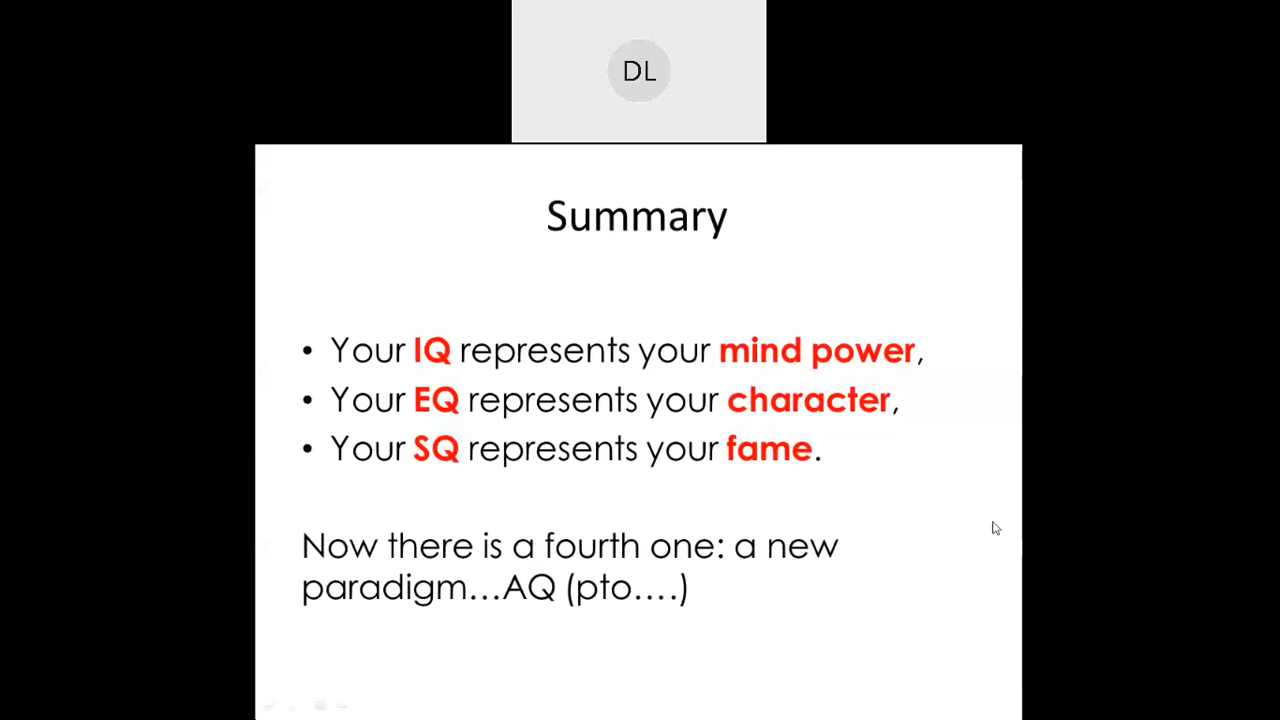 DL
Summary
• Your IQ represents your mind power,
• Your EQ represents your character,
• Your SQ represents your fame.
Now there is a fourth one: a new
paradigm...AQ (pto....)